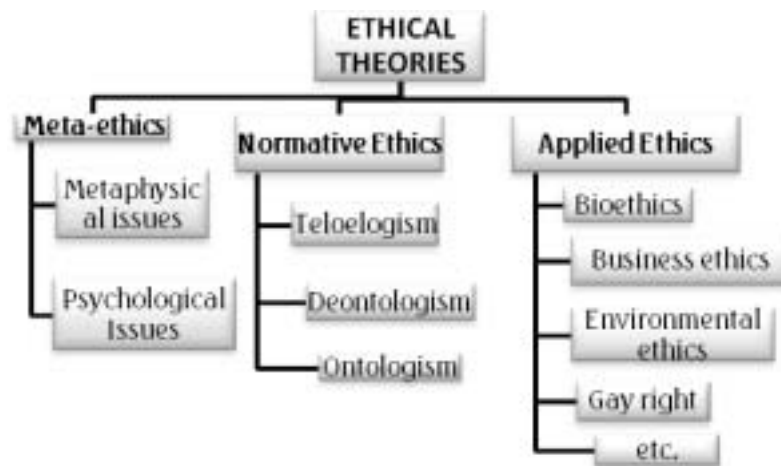 ETHICAL
THEORIES
Meta-ethics
Metaphysic
al issues
Psychological
Issues
Normative Ethics
Teloelogism
Deontologism
Ontologism
Applied Ethics
Bioethics
Business ethics
Environmental
ethics
Gay right
etc.